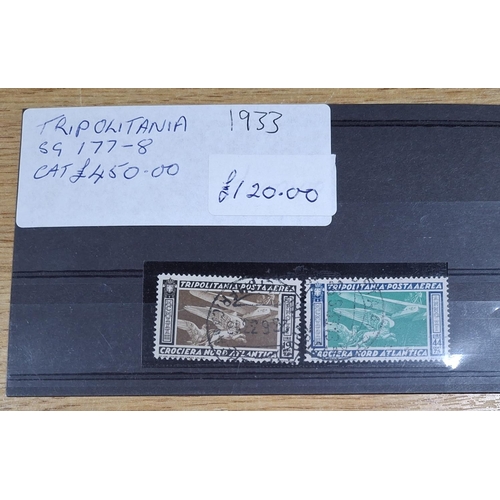 TRIPOLITANIA 1933
SG 177-8
CAT £450.00
£120.00
TRIPOLITANIA·POSTA AEREA
CROCIERA NORD ATLANTICA
TRIPOLITANIA·POSTA AEREA
CROCIERA NORD ATLANTICA